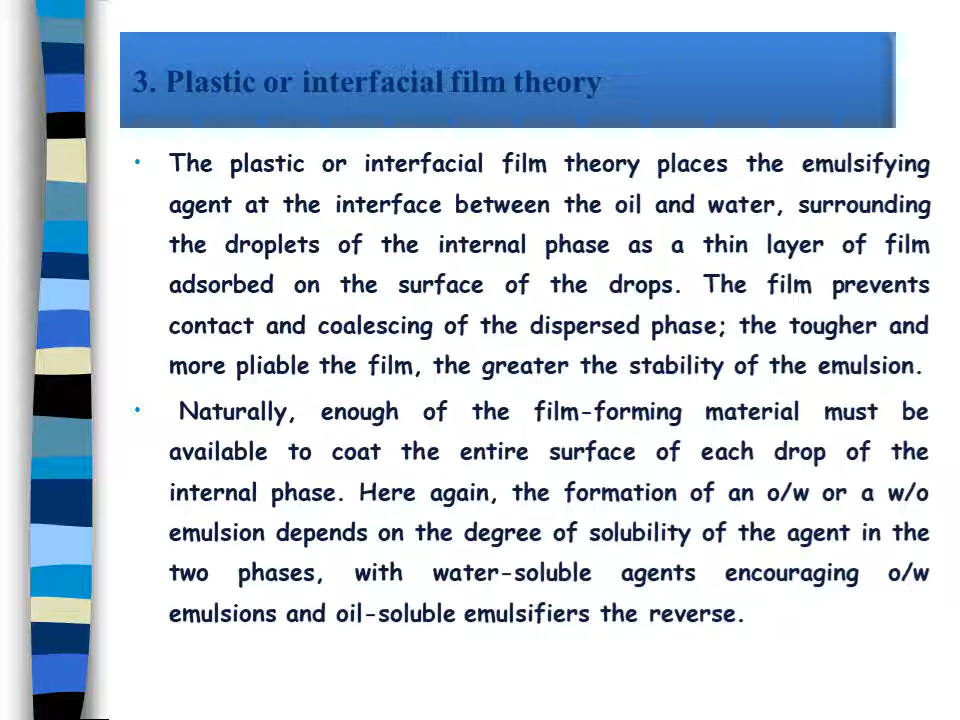 3. Plastic or interfacial film theory
• The plastic or interfacial film theory places the emulsifying
agent at the interface between the oil and water, surrounding
the droplets of the internal phase as a thin layer of film
adsorbed on the surface of the drops. The film prevents
contact and coalescing of the dispersed phase; the tougher and
more pliable the film, the greater the stability of the emulsion.
• Naturally, enough of the film-forming material must be
available to coat the entire surface of each drop of the
internal phase. Here again, the formation of an o/w or a w/o
emulsion depends on the degree of solubility of the agent in the
two phases, with water-soluble agents encouraging o/w
emulsions and oil-soluble emulsifiers the reverse.